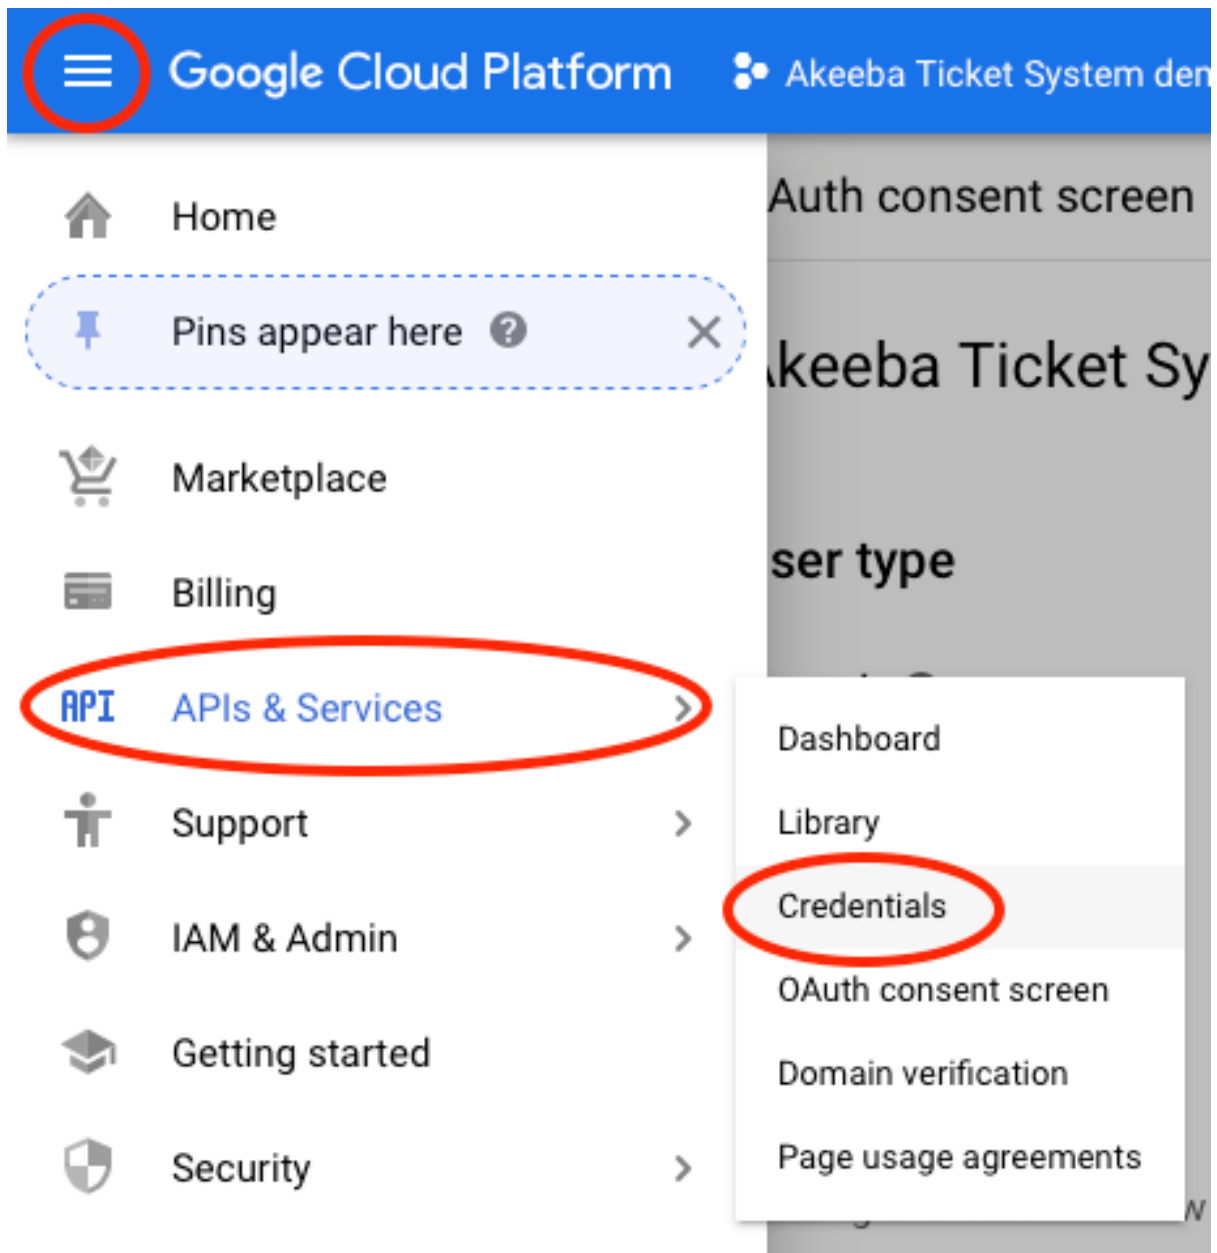 Google Cloud Platform
Akeeba Ticket System
Home
Auth consent screen
Pins appear here
keeba Ticket Sy
Marketplace
ser type
Billing
API APIs & Services
Dashboard
Library
Support
Credentials
IAM & Admin
OAuth consent screen
Getting started
Domain verification
Page usage agreements
Security